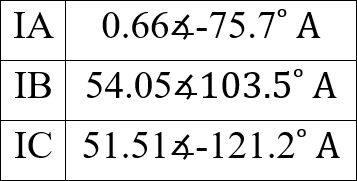 IA 0.66∡-75.7° A
IB 54.05∡103.5° A
IC 51.51∡-121.2° A